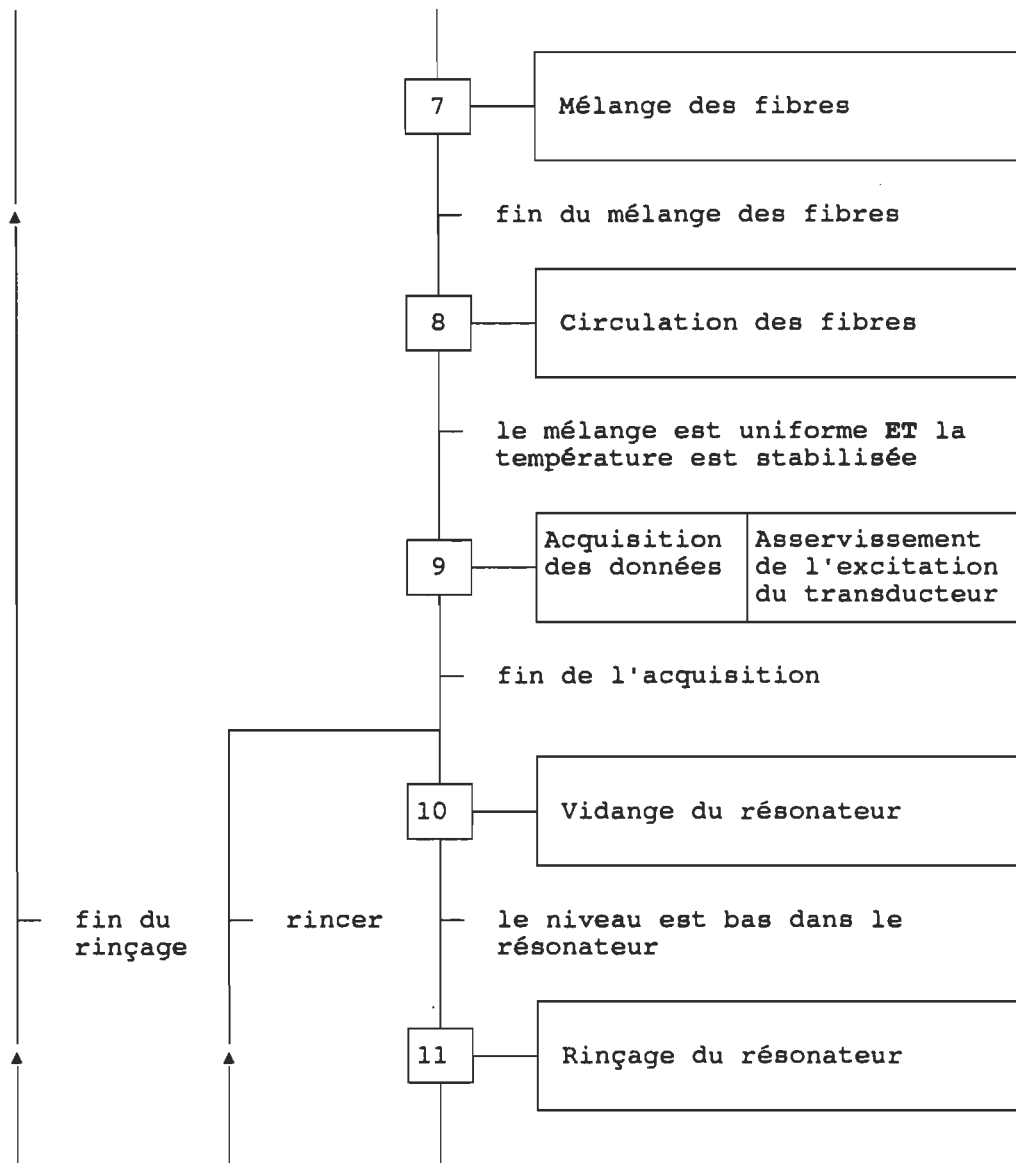 7
Mélange des fibres
fin du mélange des fibres
8
Circulation des fibres
le mélange est uniforme ET la
température est stabilisée
9
Acquisition
des données
Asservissement
de l'excitation
du transducteur
fin de l'acquisition
10
Vidange du résonateur
fin du
rinçage
rincer
le niveau est bas dans le
résonateur
11
Rinçage du résonateur